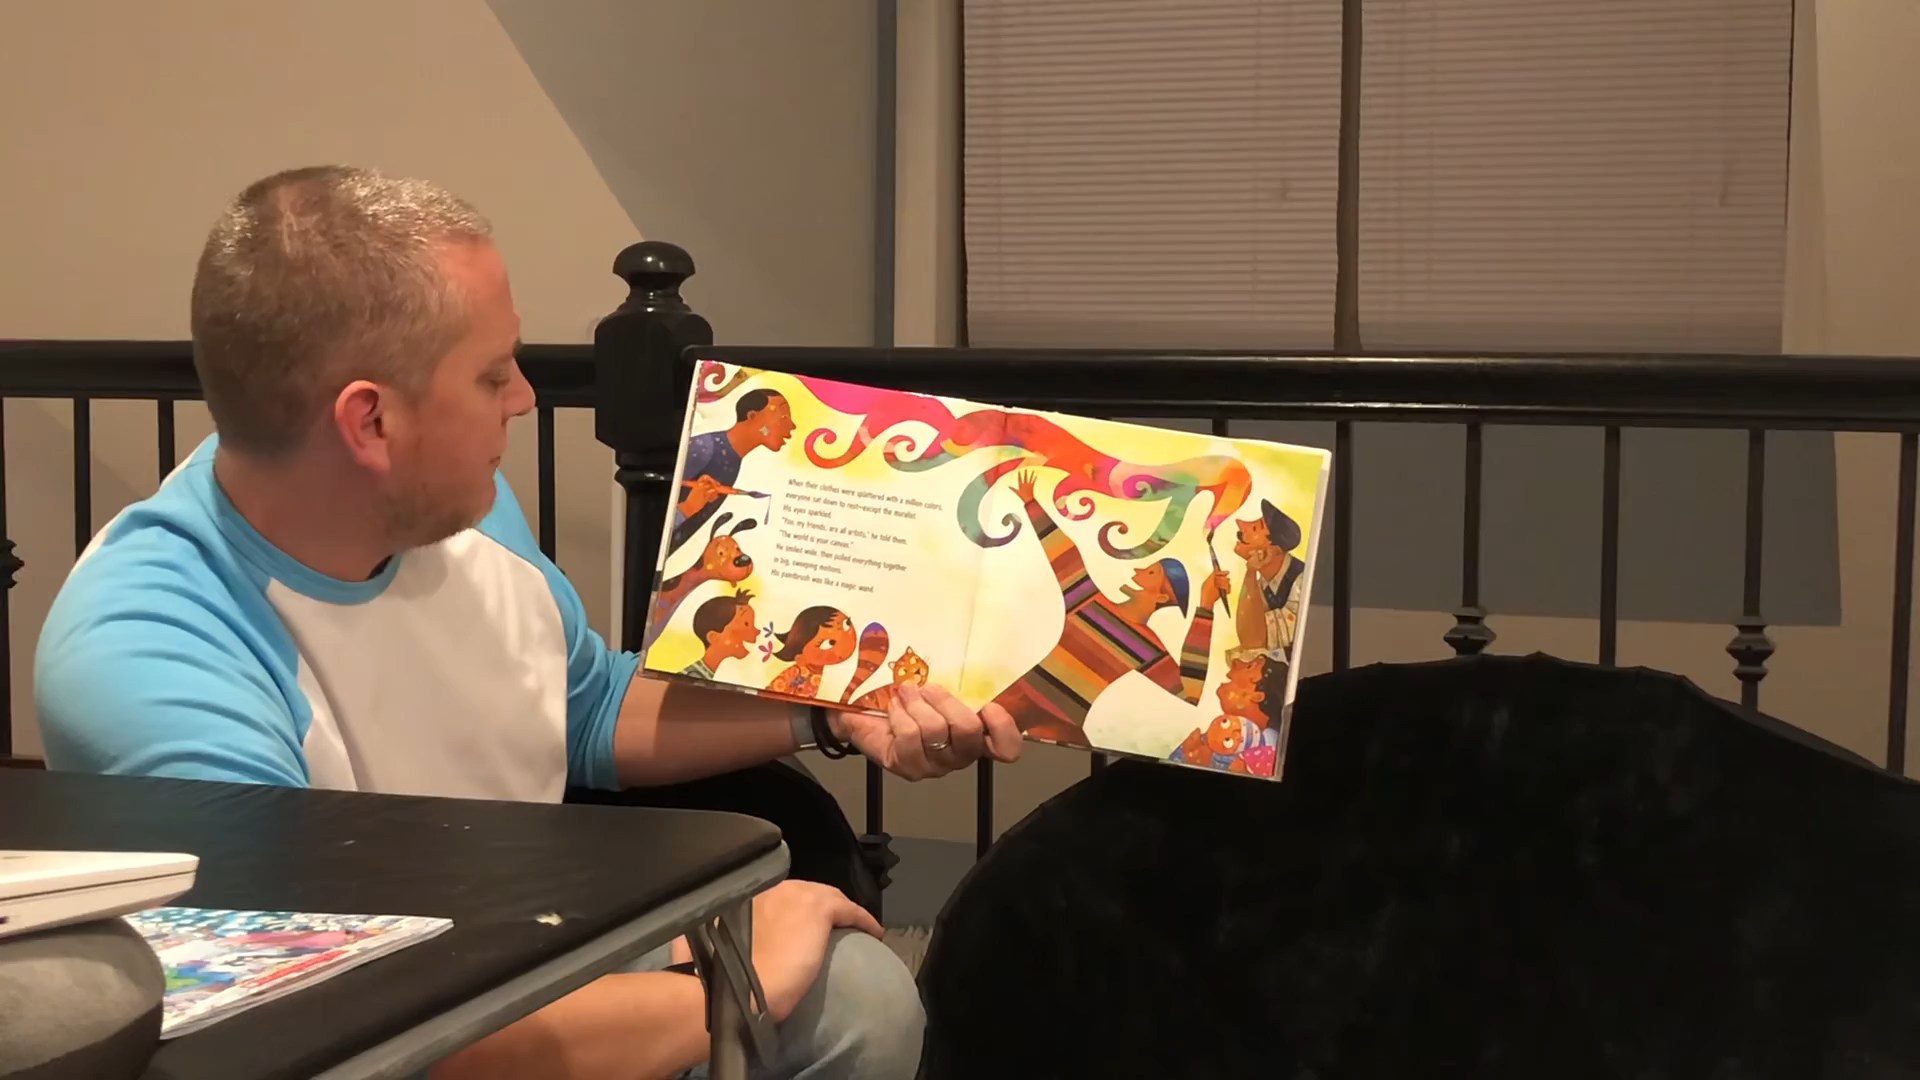 When their clothes were splattered with a million colors,
everyone sat down to rest—except the muralist.
His eyes sparkled.
"You, my friends, are all artists," he told them.
"The world is your canvas."
He smiled wide. Then pulled everything together
in big, sweeping motions.
His paintbrush was like a magic wand.